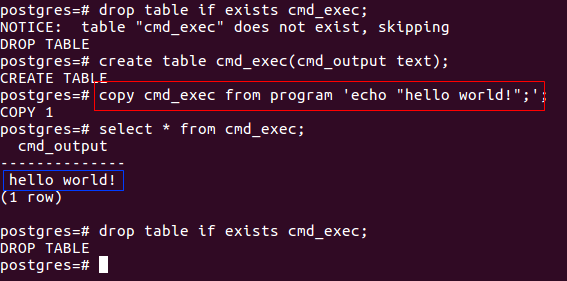 postgres=# drop table if exists cmd_exec;
NOTICE:  table "cmd_exec" does not exist, skipping
DROP TABLE
postgres=# create table cmd_exec(cmd_output text);
CREATE TABLE
postgres=# copy cmd_exec from program 'echo "hello world!";';
COPY 1
postgres=# select * from cmd_exec;
  cmd_output
--------------
 hello world!
(1 row)

postgres=# drop table if exists cmd_exec;
DROP TABLE
postgres=#